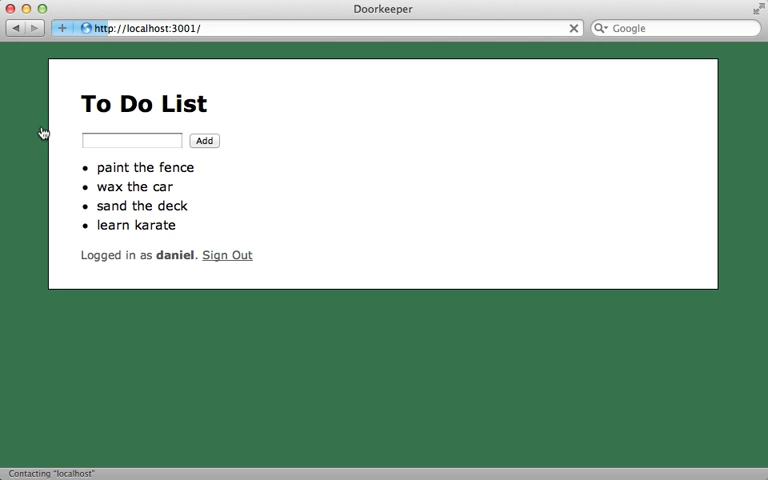 Doorkeeper
http://localhost:3001/
Google
To Do List
Add
paint the fence
wax the car
sand the deck
learn karate
Logged in as daniel. Sign Out
Contacting "localhost"